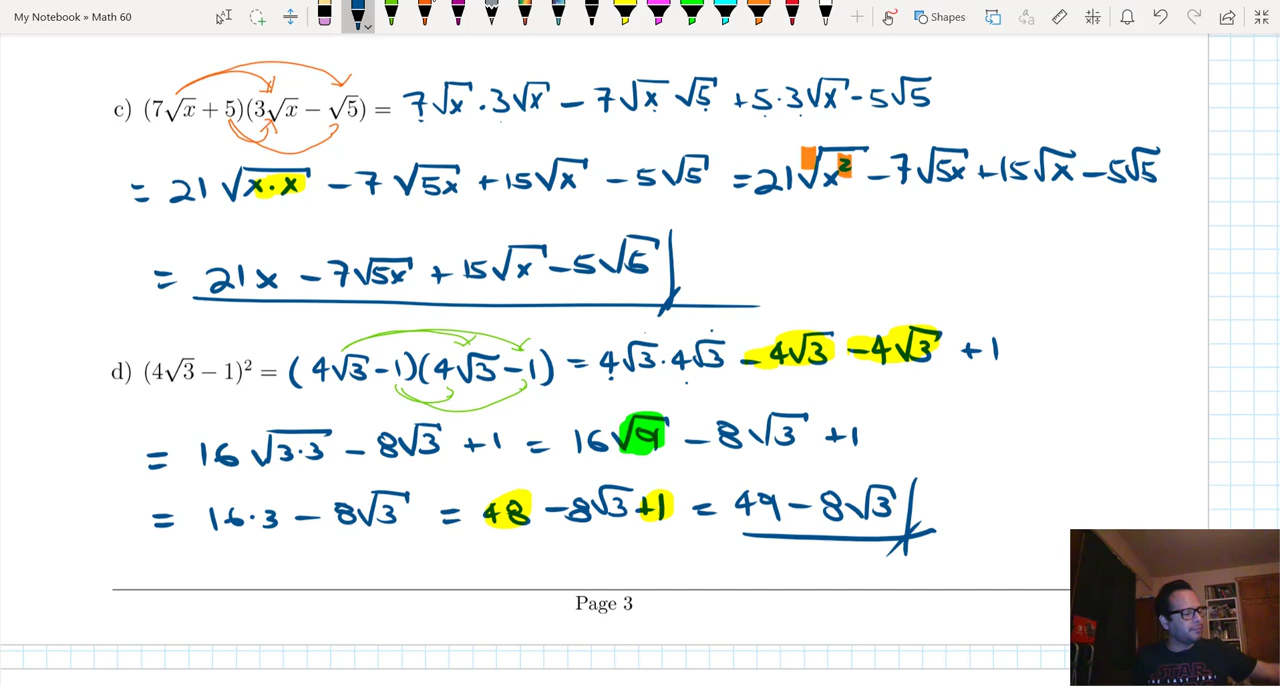 My Notebook » Math 60
Shapes
c) (7√x + 5)(3√x − √5) = 7√x · 3√x − 7√x √5 + 5·3√x − 5√5
= 21 √x·x − 7 √5x + 15√x − 5√5 = 21√x² − 7√5x + 15√x − 5√5
= 21x − 7√5x + 15√x − 5√5
d) (4√3 − 1)² = (4√3 − 1)(4√3 − 1) = 4√3 · 4√3 − 4√3 − 4√3 + 1
= 16 √3·3 − 8√3 + 1 = 16√9 − 8√3 + 1
= 16·3 − 8√3 = 48 − 8√3 + 1 = 49 − 8√3
Page 3
STAR
THE LAST JEDI